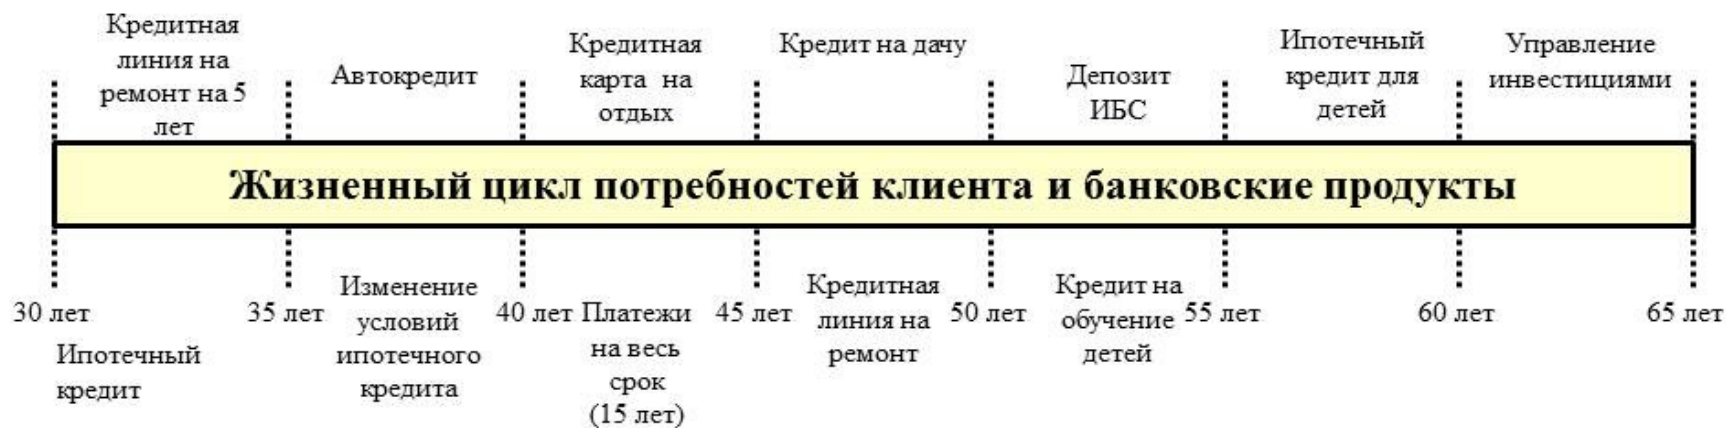 Кредитная
линия на
ремонт на 5
лет
Автокредит
Кредитная
карта на
отдых
Кредит на дачу
Депозит
ИБС
Ипотечный
кредит для
детей
Управление
инвестициями
Жизненный цикл потребностей клиента и банковские продукты
30 лет
Ипотечный
кредит
35 лет
Изменение
условий
ипотечного
кредита
40 лет
Платежи
на весь
срок
(15 лет)
45 лет
Кредитная
линия на
ремонт
50 лет
Кредит на
обучение
детей
55 лет
60 лет
65 лет